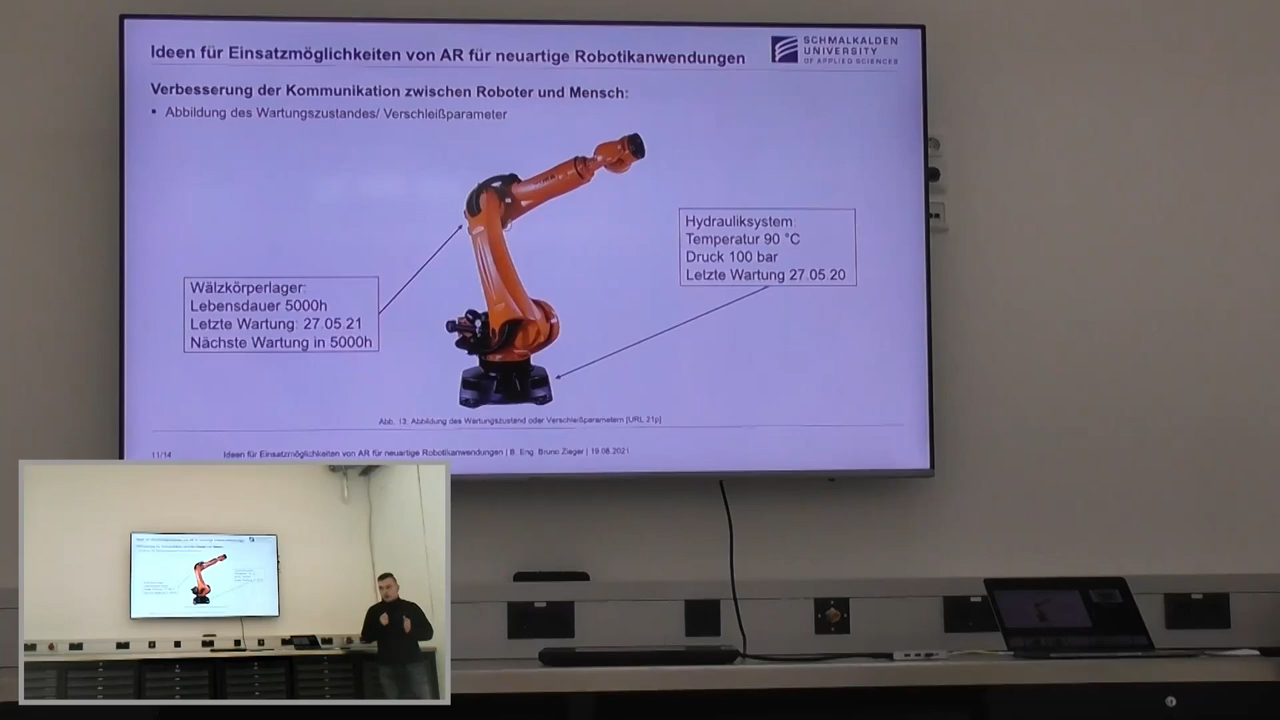 Ideen für Einsatzmöglichkeiten von AR für neuartige Robotikanwendungen
SCHMALKALDEN
UNIVERSITY
OF APPLIED SCIENCES
Verbesserung der Kommunikation zwischen Roboter und Mensch:
• Abbildung des Wartungszustandes/ Verschleißparameter
Hydrauliksystem:
Temperatur 90 °C
Druck 100 bar
Letzte Wartung 27.05.20
Wälzkörperlager:
Lebensdauer 5000h
Letzte Wartung: 27.05.21
Nächste Wartung in 5000h
Abb. 13: Abbildung des Wartungszustand oder Verschleißparametern [URL 21p]
11/14
Ideen für Einsatzmöglichkeiten von AR für neuartige Robotikanwendungen | B. Eng. Bruno Zieger | 19.08.2021